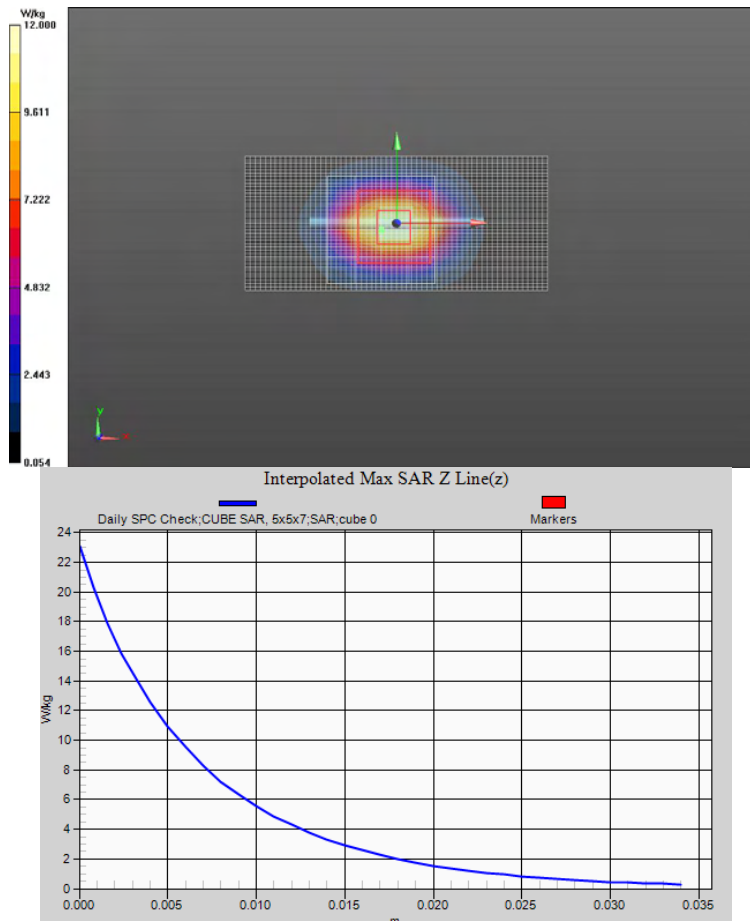 W/kg
12.000
9.611
7.222
4.832
2.443
0.054
y
x
Interpolated Max SAR Z Line(z)
Daily SPC Check;CUBE SAR, 5x5x7;SAR;cube 0
Markers
24
22
20
18
16
14
12
10
8
6
4
2
0
W/kg
0.000 0.005 0.010 0.015 0.020 0.025 0.030 0.035
m